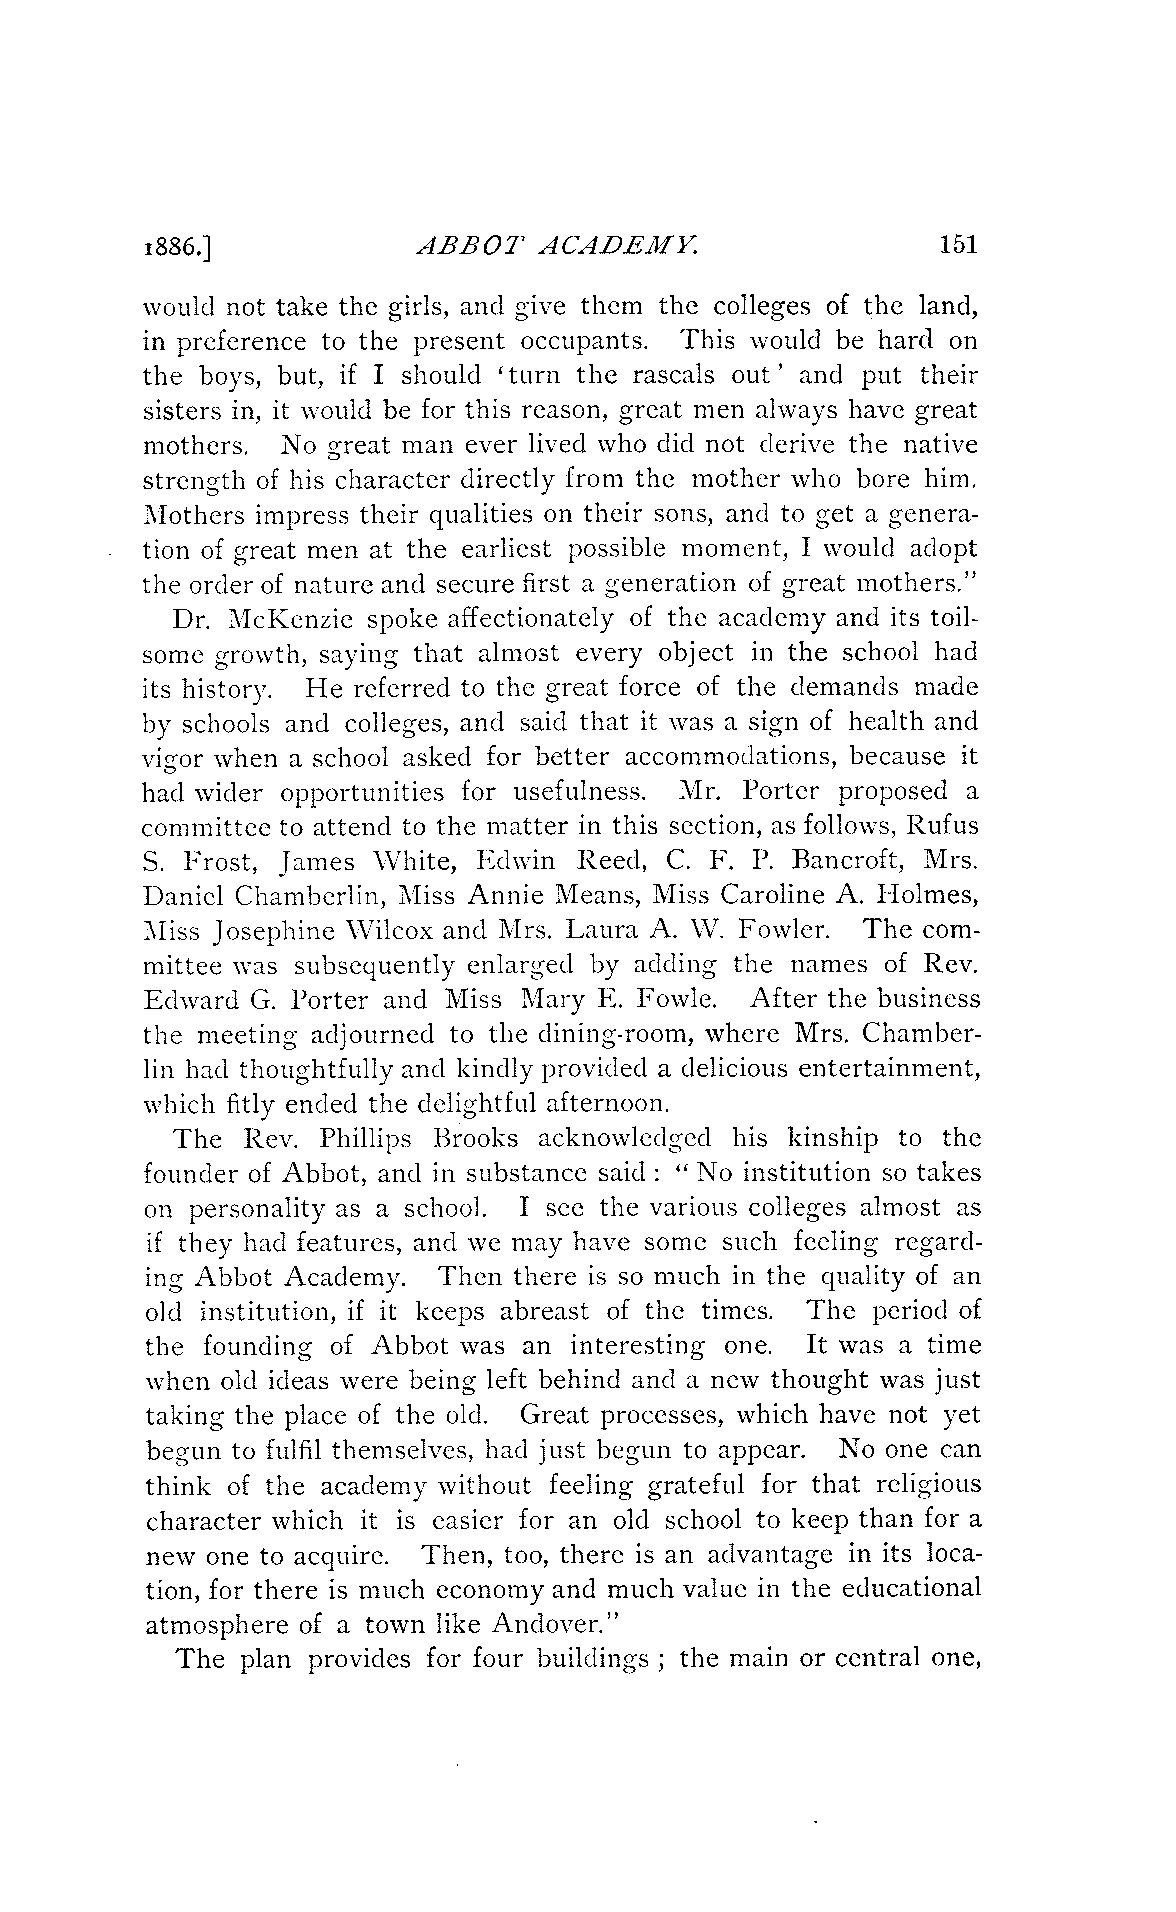 1886.] ABBOT ACADEMY. 151
would not take the girls, and give them the colleges of the land,
in preference to the present occupants. This would be hard on
the boys, but, if I should 'turn the rascals out' and put their
sisters in, it would be for this reason, great men always have great
mothers. No great man ever lived who did not derive the native
strength of his character directly from the mother who bore him.
Mothers impress their qualities on their sons, and to get a genera-
tion of great men at the earliest possible moment, I would adopt
the order of nature and secure first a generation of great mothers."
Dr. McKenzie spoke affectionately of the academy and its toil-
some growth, saying that almost every object in the school had
its history. He referred to the great force of the demands made
by schools and colleges, and said that it was a sign of health and
vigor when a school asked for better accommodations, because it
had wider opportunities for usefulness. Mr. Porter proposed a
committee to attend to the matter in this section, as follows, Rufus
S. Frost, James White, Edwin Reed, C. F. P. Bancroft, Mrs.
Daniel Chamberlin, Miss Annie Means, Miss Caroline A. Holmes,
Miss Josephine Wilcox and Mrs. Laura A. W. Fowler. The com-
mittee was subsequently enlarged by adding the names of Rev.
Edward G. Porter and Miss Mary E. Fowle. After the business
the meeting adjourned to the dining-room, where Mrs. Chamber-
lin had thoughtfully and kindly provided a delicious entertainment,
which fitly ended the delightful afternoon.
The Rev. Phillips Brooks acknowledged his kinship to the
founder of Abbot, and in substance said : " No institution so takes
on personality as a school. I see the various colleges almost as
if they had features, and we may have some such feeling regard-
ing Abbot Academy. Then there is so much in the quality of an
old institution, if it keeps abreast of the times. The period of
the founding of Abbot was an interesting one. It was a time
when old ideas were being left behind and a new thought was just
taking the place of the old. Great processes, which have not yet
begun to fulfil themselves, had just begun to appear. No one can
think of the academy without feeling grateful for that religious
character which it is easier for an old school to keep than for a
new one to acquire. Then, too, there is an advantage in its loca-
tion, for there is much economy and much value in the educational
atmosphere of a town like Andover."
The plan provides for four buildings ; the main or central one,